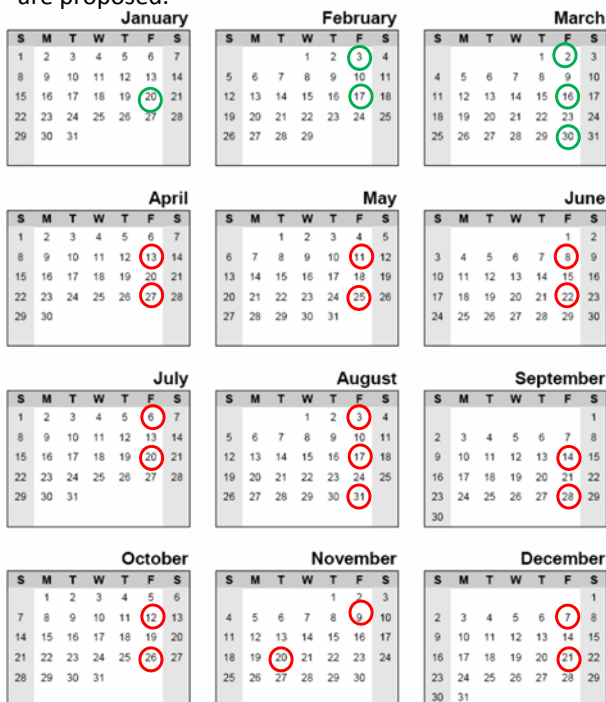 are proposed.
January February March
S M T W T F S S M T W T F S S M T W T F S
1 2 3 4 5 6 7 1 2 3 4 1 2 3
8 9 10 11 12 13 14 5 6 7 8 9 10 11 4 5 6 7 8 9 10
15 16 17 18 19 20 21 12 13 14 15 16 17 18 11 12 13 14 15 16 17
22 23 24 25 26 27 28 19 20 21 22 23 24 25 18 19 20 21 22 23 24
29 30 31 26 27 28 29 25 26 27 28 29 30 31
April May June
S M T W T F S S M T W T F S S M T W T F S
1 2 3 4 5 6 7 1 2 3 4 5 1 2
8 9 10 11 12 13 14 6 7 8 9 10 11 12 3 4 5 6 7 8 9
15 16 17 18 19 20 21 13 14 15 16 17 18 19 10 11 12 13 14 15 16
22 23 24 25 26 27 28 20 21 22 23 24 25 26 17 18 19 20 21 22 23
29 30 27 28 29 30 31 24 25 26 27 28 29 30
July August September
S M T W T F S S M T W T F S S M T W T F S
1 2 3 4 5 6 7 1 2 3 4 1
8 9 10 11 12 13 14 5 6 7 8 9 10 11 2 3 4 5 6 7 8
15 16 17 18 19 20 21 12 13 14 15 16 17 18 9 10 11 12 13 14 15
22 23 24 25 26 27 28 19 20 21 22 23 24 25 16 17 18 19 20 21 22
29 30 31 26 27 28 29 30 31 23 24 25 26 27 28 29
30
October November December
S M T W T F S S M T W T F S S M T W T F S
1 2 3 4 5 6 1 2 3 1
7 8 9 10 11 12 13 4 5 6 7 8 9 10 2 3 4 5 6 7 8
14 15 16 17 18 19 20 11 12 13 14 15 16 17 9 10 11 12 13 14 15
21 22 23 24 25 26 27 18 19 20 21 22 23 24 16 17 18 19 20 21 22
28 29 30 31 25 26 27 28 29 30 23 24 25 26 27 28 29
30 31